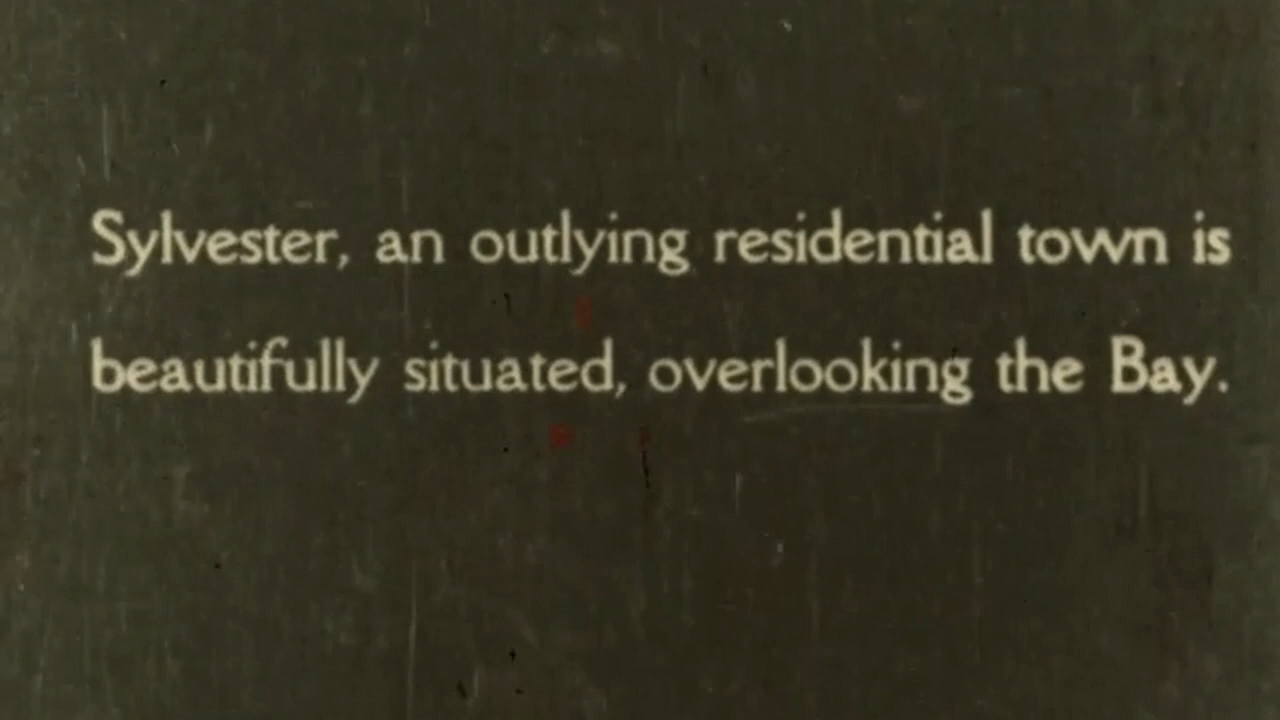 Sylvester, an outlying residential town is
beautifully situated, overlooking the Bay.